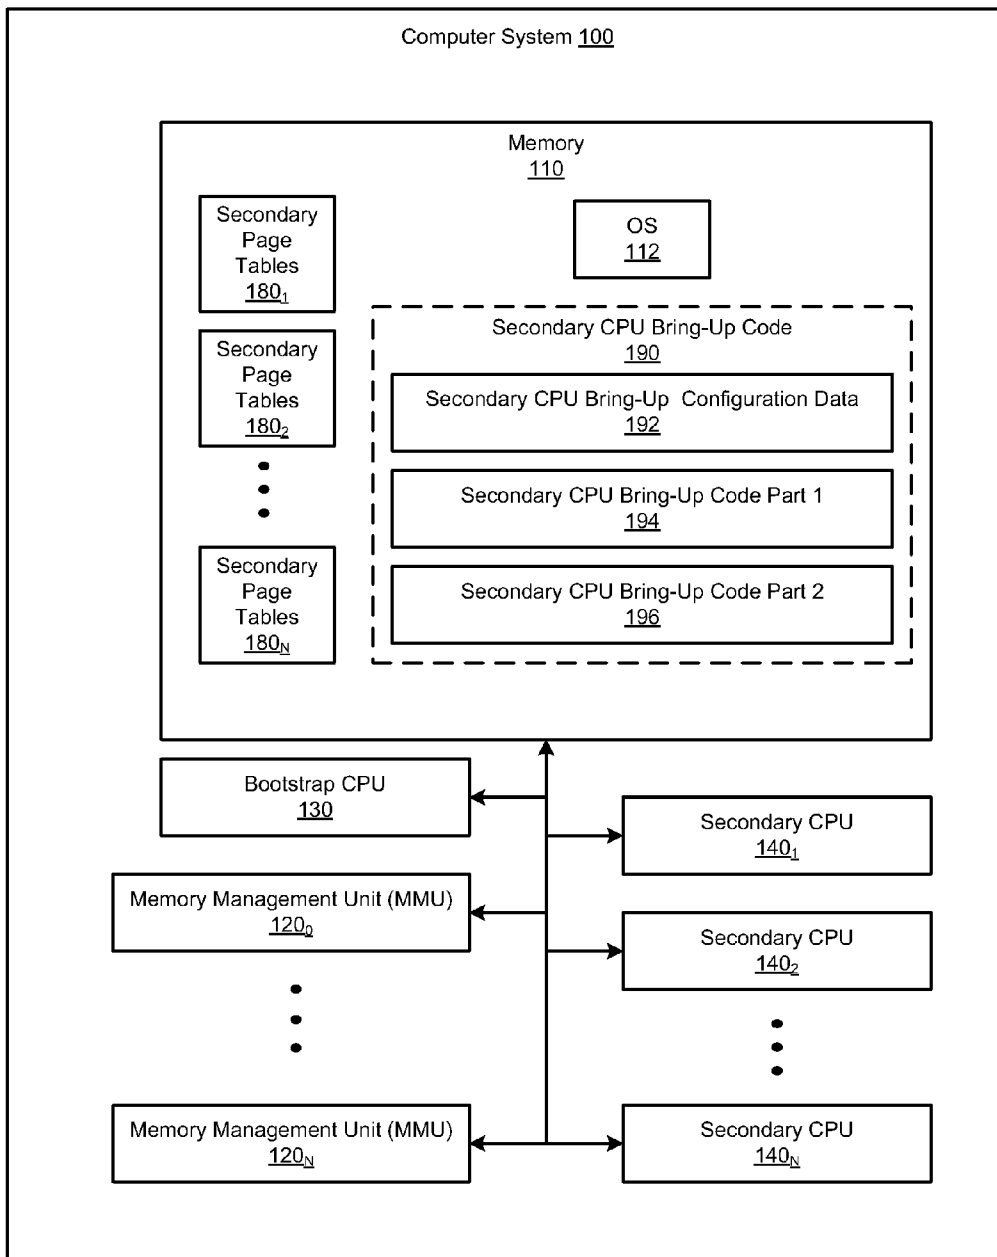 Computer System 100
Memory
110
Secondary
Page
Tables
180₁
OS
112
Secondary CPU Bring-Up Code
190
Secondary
Page
Tables
180₂
Secondary CPU Bring-Up Configuration Data
192
Secondary CPU Bring-Up Code Part 1
194
Secondary
Page
Tables
180N
Secondary CPU Bring-Up Code Part 2
196
Bootstrap CPU
130
Secondary CPU
140₁
Memory Management Unit (MMU)
120₀
Secondary CPU
140₂
Memory Management Unit (MMU)
120N
Secondary CPU
140N